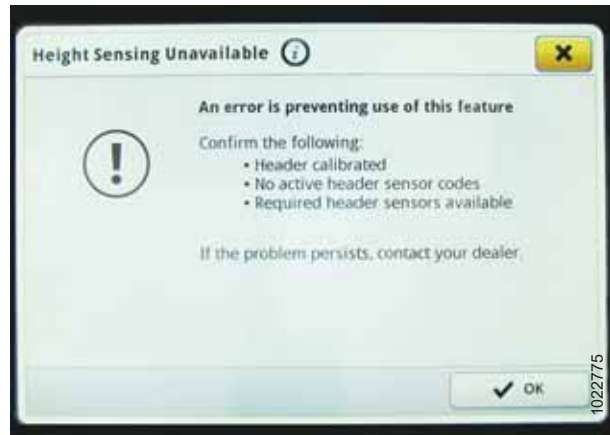 Height Sensing Unavailable i
An error is preventing use of this feature
!
Confirm the following:
• Header calibrated
• No active header sensor codes
• Required header sensors available
If the problem persists, contact your dealer.
OK
1022775